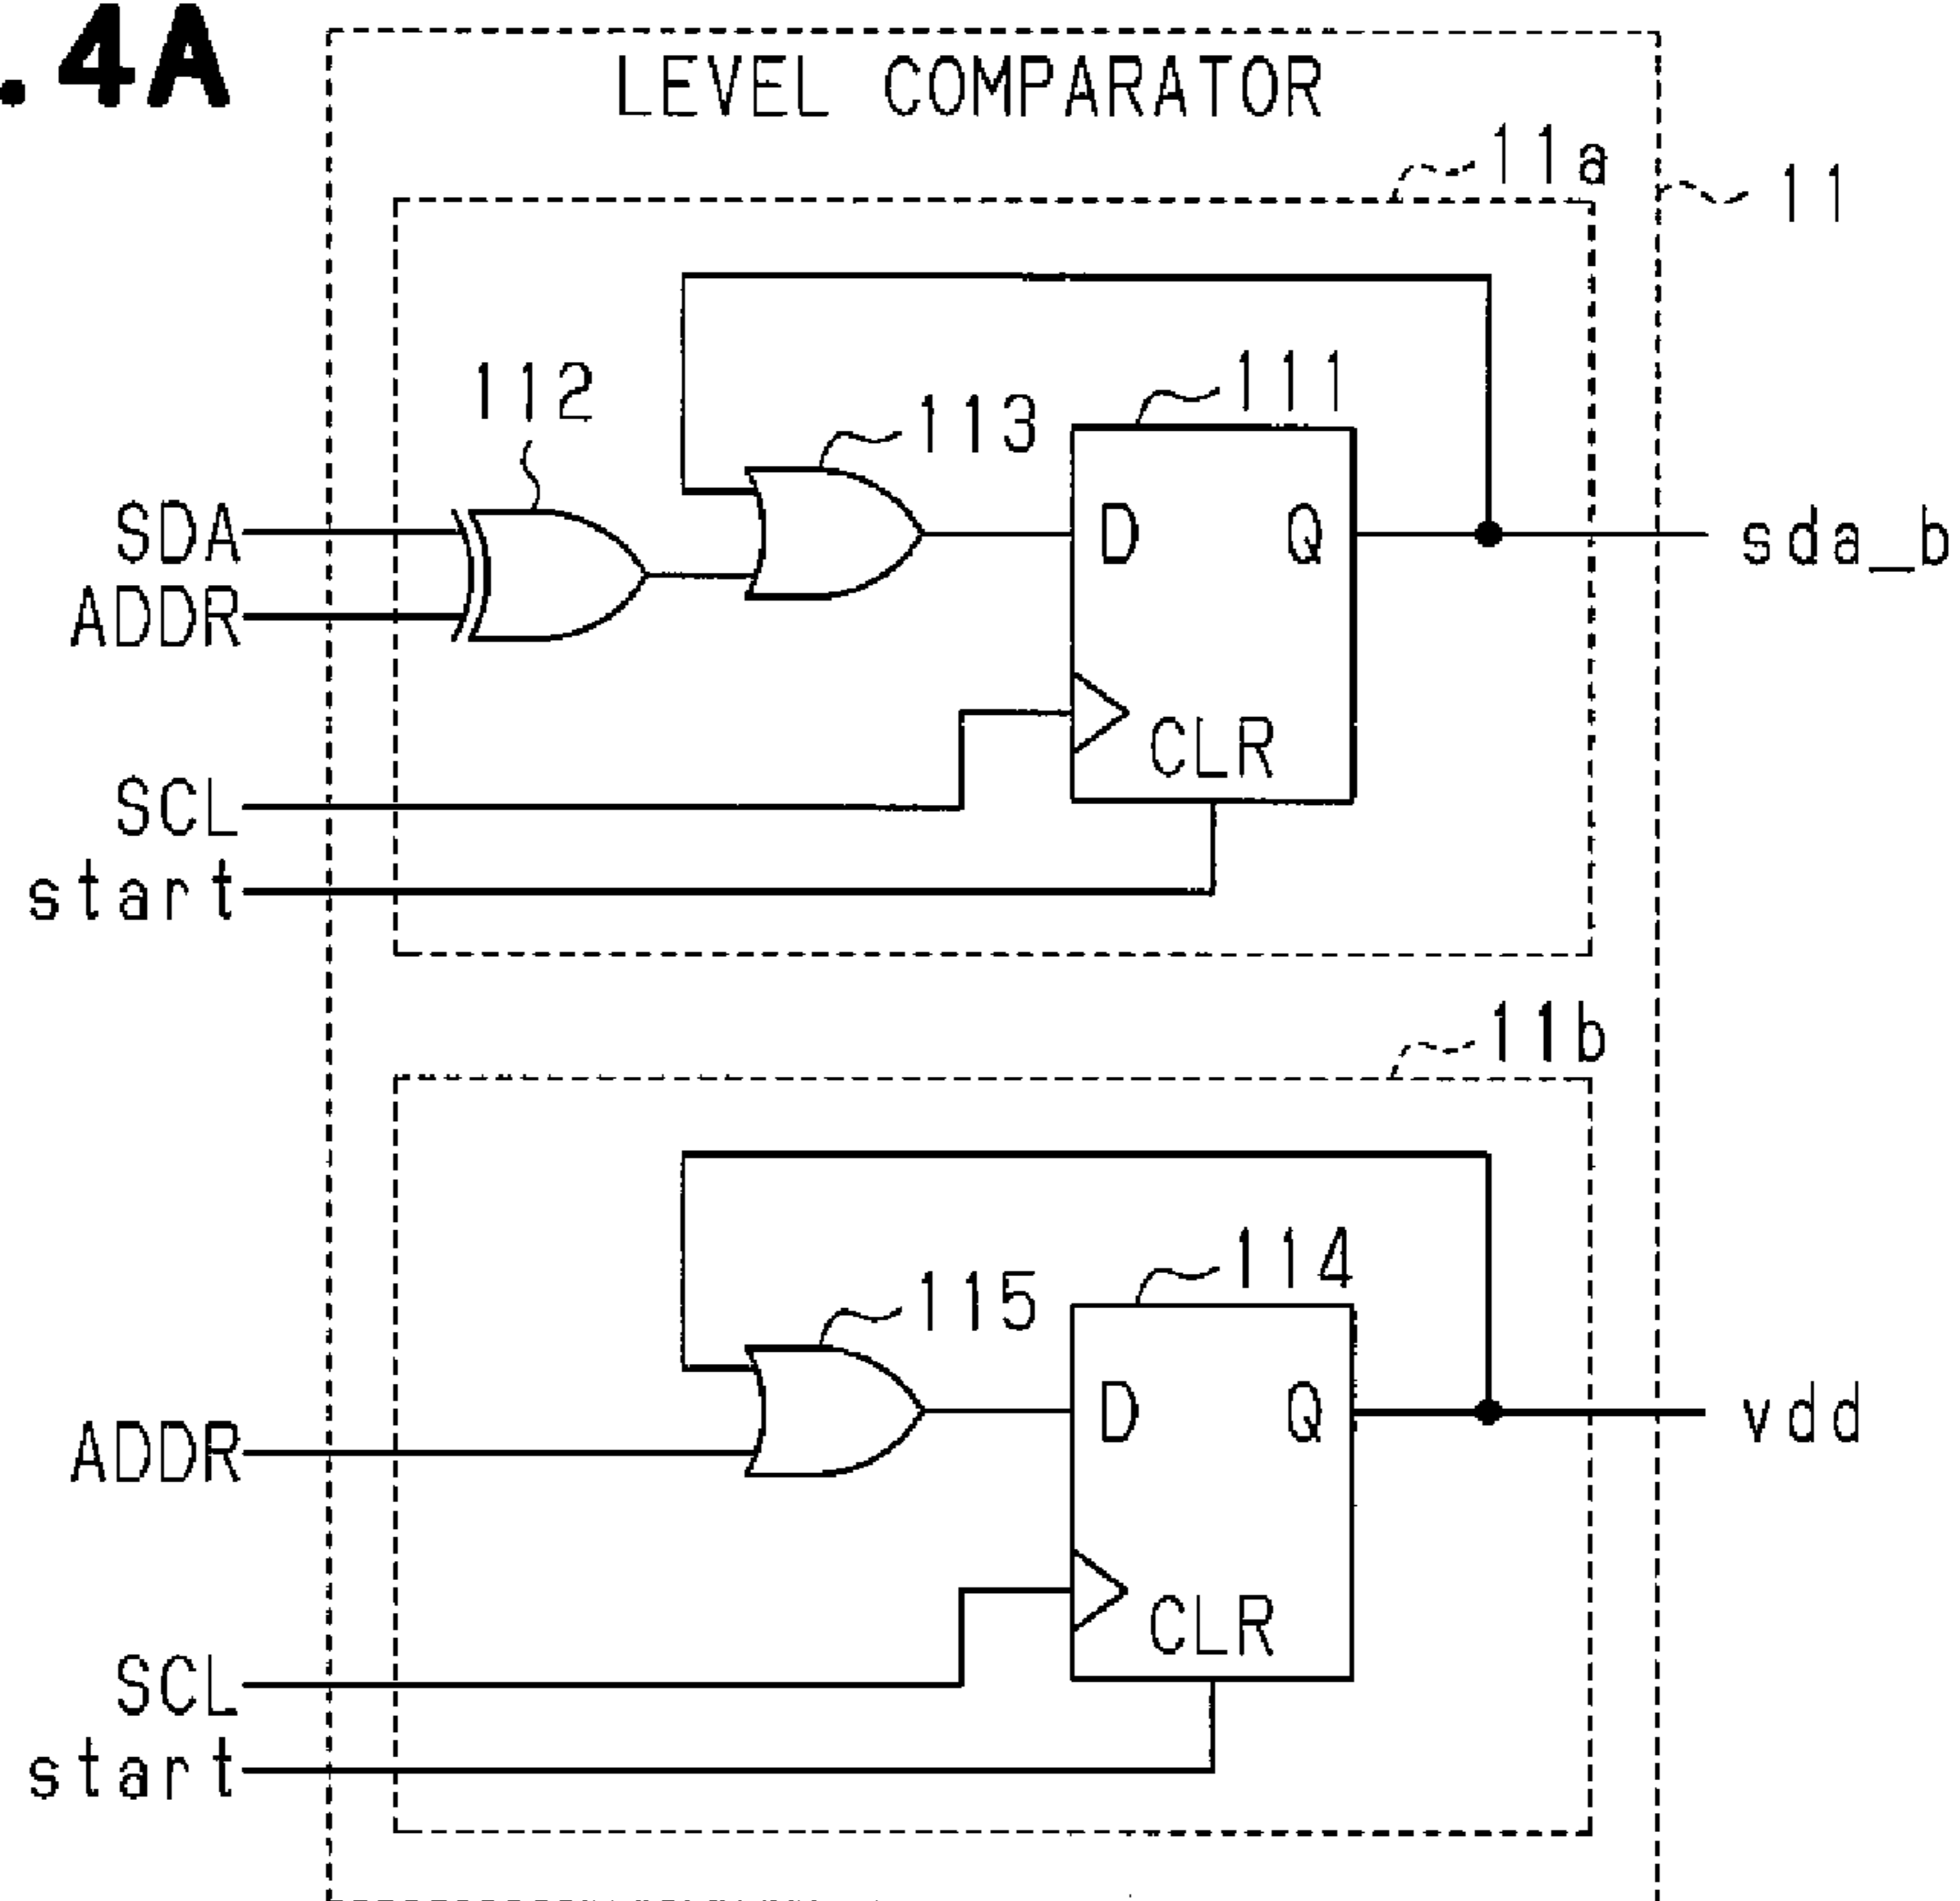 .4A
LEVEL COMPARATOR
11a
11
112
113
111
SDA
ADDR
D
Q
sda_b
CLR
SCL
start
11b
115
114
ADDR
D
Q
vdd
CLR
SCL
start